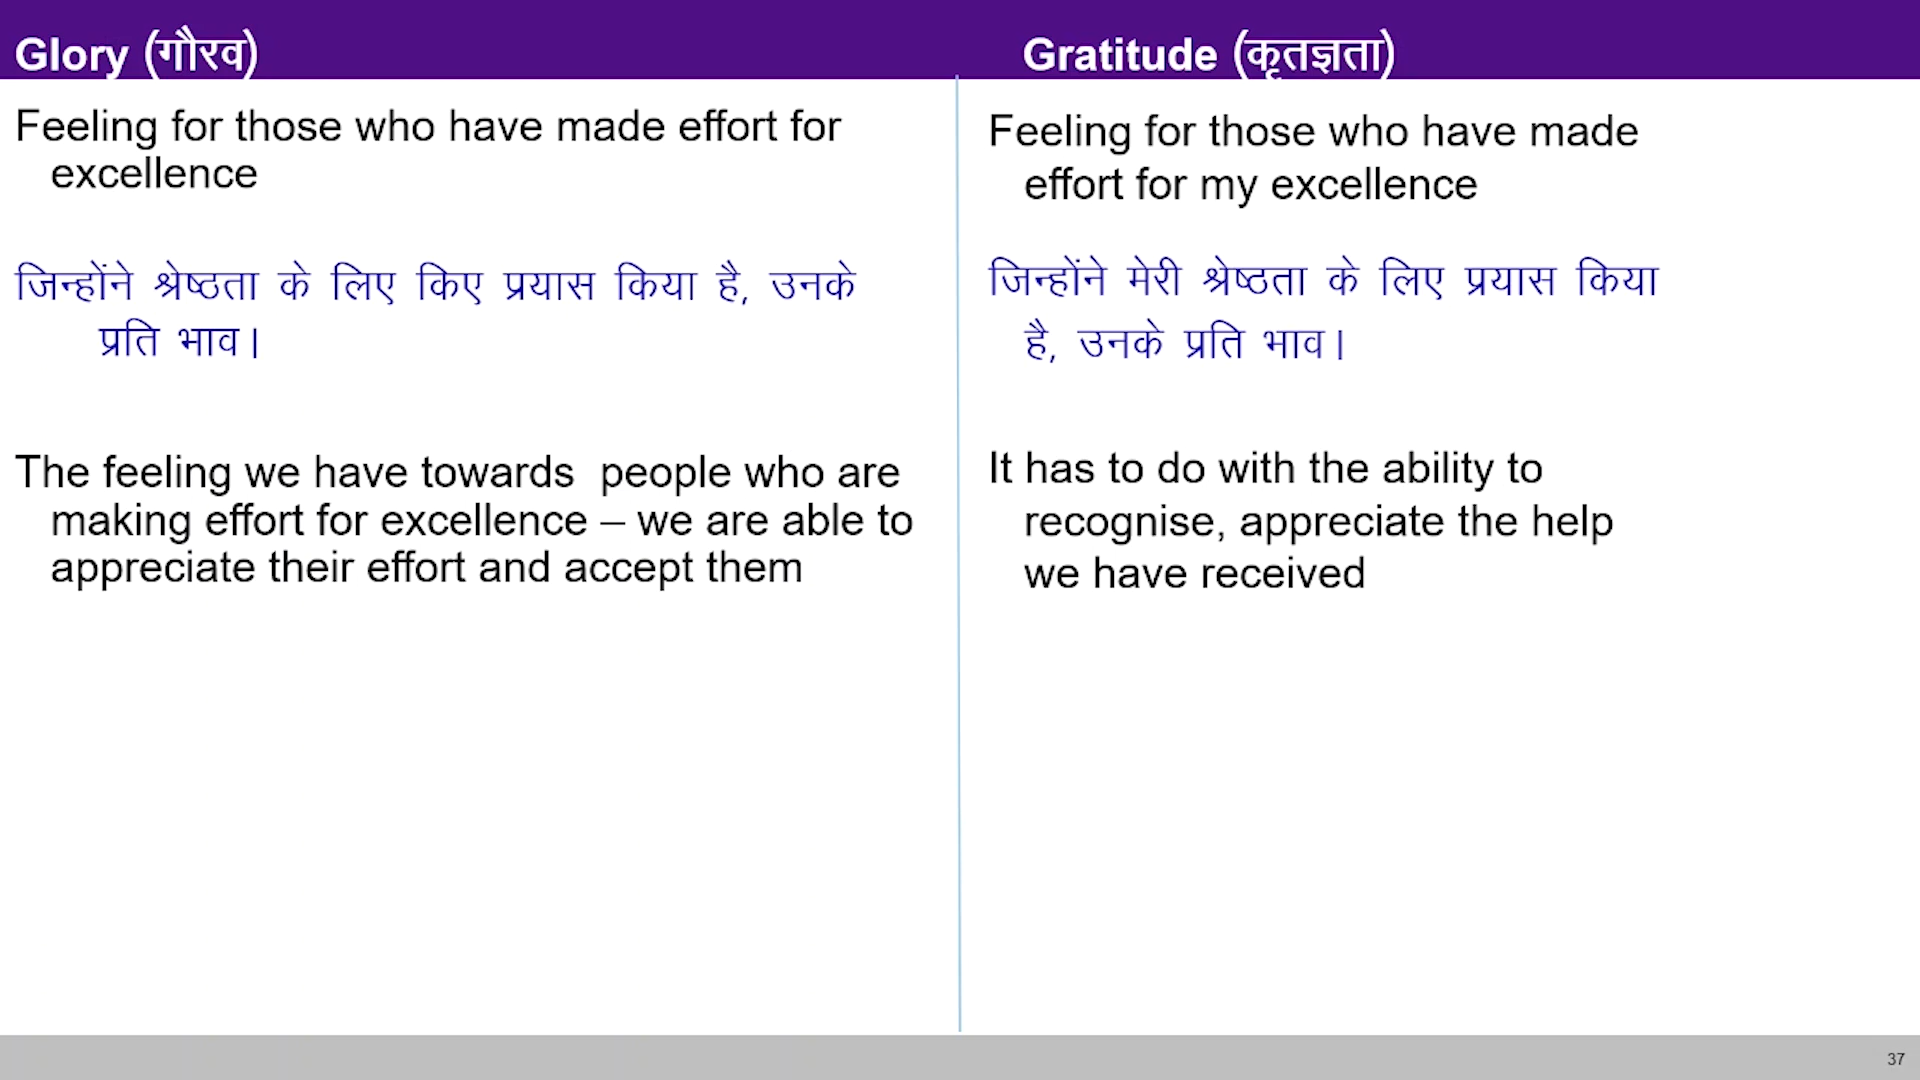 Glory (गौरव)
Feeling for those who have made effort for
excellence
जिन्होंने श्रेष्ठता के लिए किए प्रयास किया है, उनके
प्रति भाव।
The feeling we have towards  people who are
making effort for excellence – we are able to
appreciate their effort and accept them
Gratitude (कृतज्ञता)
Feeling for those who have made
effort for my excellence
जिन्होंने मेरी श्रेष्ठता के लिए प्रयास किया
है, उनके प्रति भाव।
It has to do with the ability to
recognise, appreciate the help
we have received
37